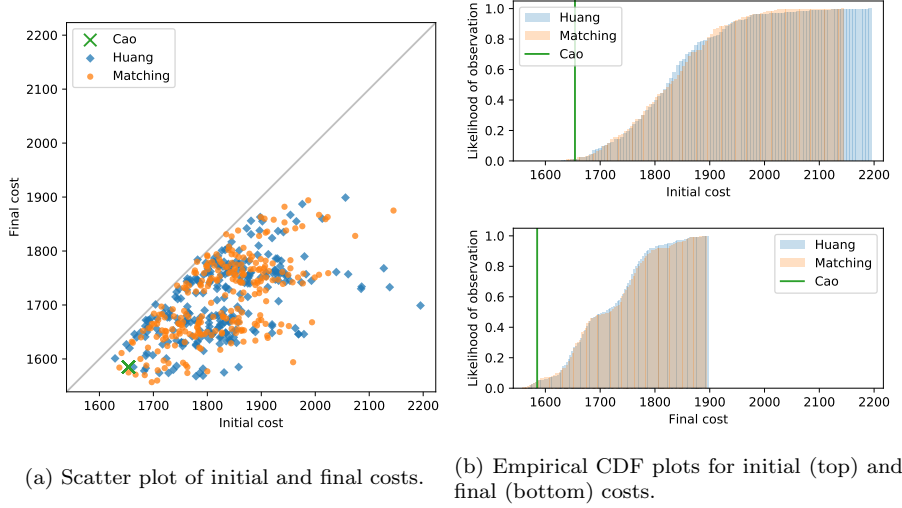 2200
2100
2000
1900
1800
1700
1600
Final cost
Cao
Huang
Matching
1600 1700 1800 1900 2000 2100 2200
Initial cost
(a) Scatter plot of initial and final costs.
1.0
0.8
0.6
0.4
0.2
0.0
Likelihood of observation
Huang
Matching
Cao
1600 1700 1800 1900 2000 2100 2200
Initial cost
1.0
0.8
0.6
0.4
0.2
0.0
Likelihood of observation
Huang
Matching
Cao
1600 1700 1800 1900 2000 2100 2200
Final cost
(b) Empirical CDF plots for initial (top) and
final (bottom) costs.